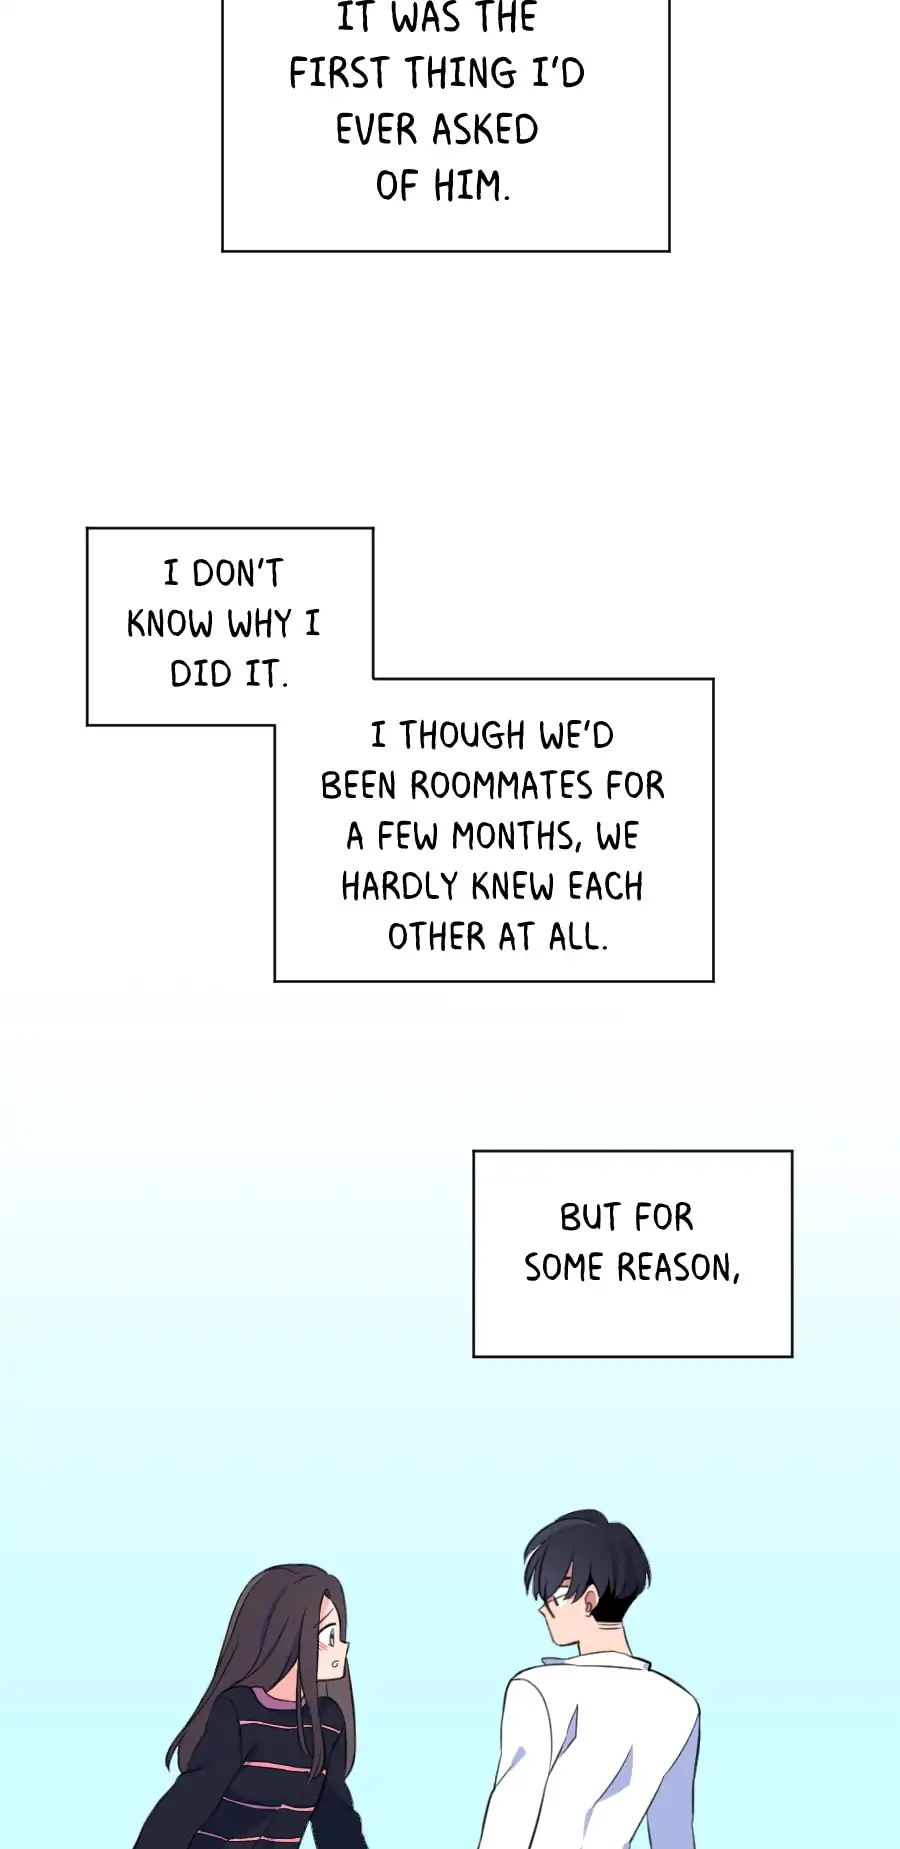 IT WAS THE
FIRST THING I'D
EVER ASKED
OF HIM.
I DON'T
KNOW WHY I
DID IT.
I THOUGH WE'D
BEEN ROOMMATES FOR
A FEW MONTHS, WE
HARDLY KNEW EACH
OTHER AT ALL.
BUT FOR
SOME REASON,